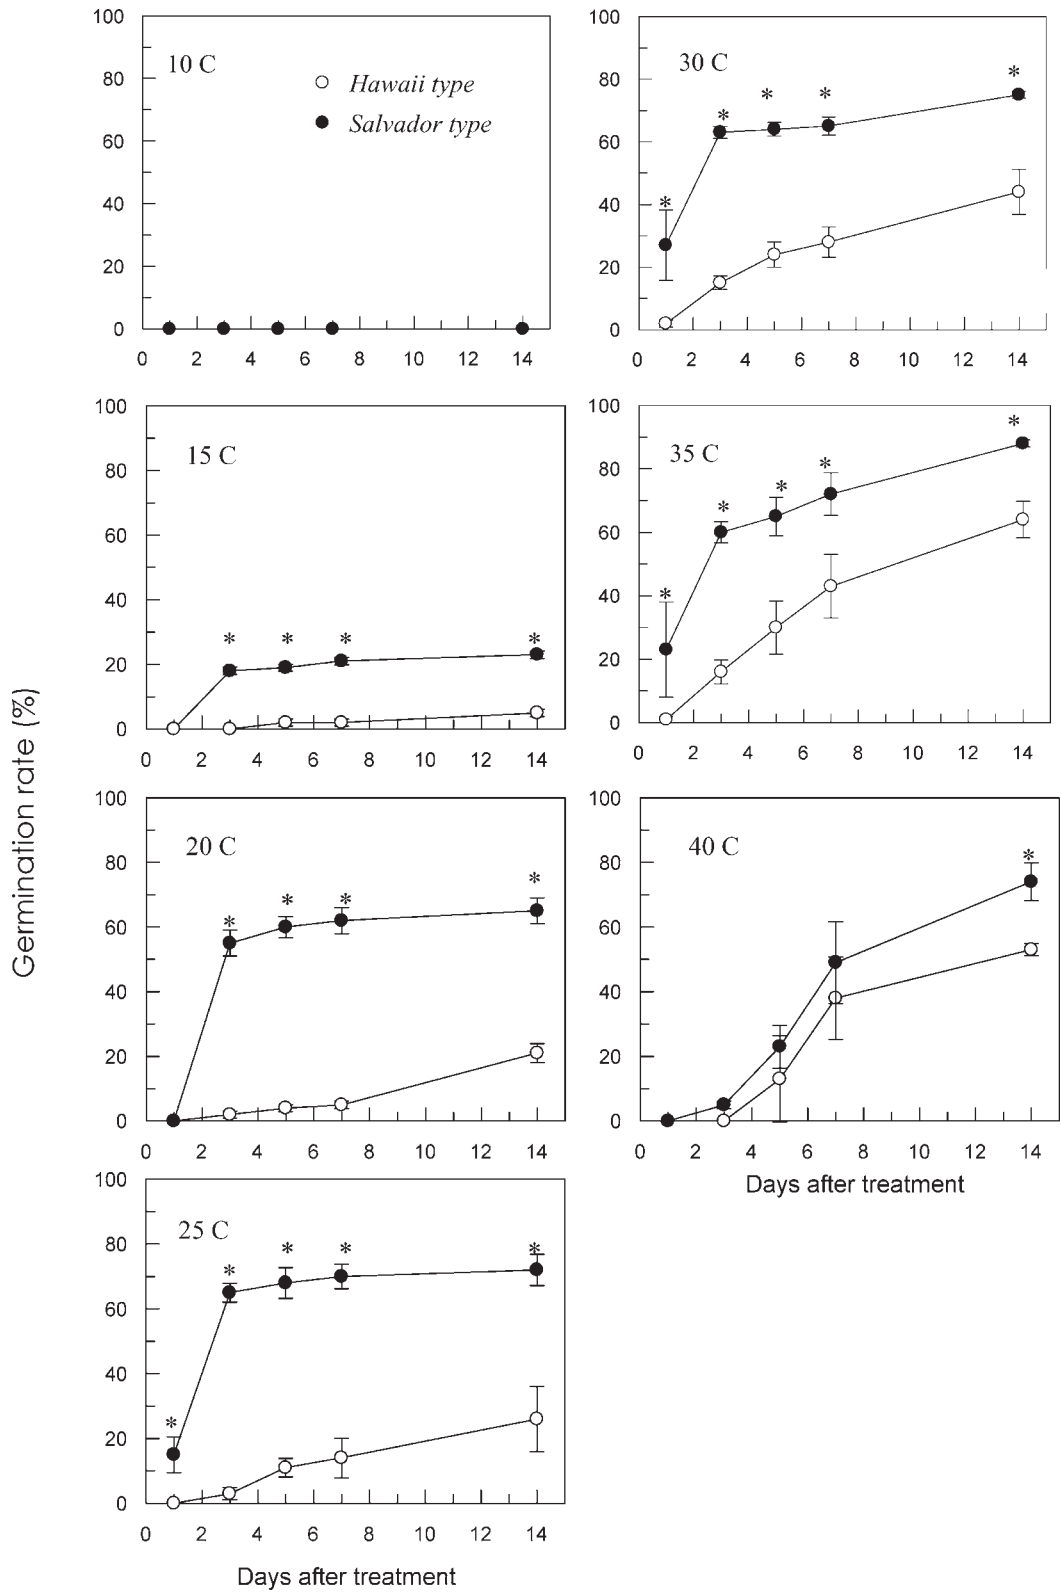 Germination rate (%)
100
80
60
40
20
0
10 C
Hawaii type
Salvador type
0 2 4 6 8 10 12 14
100
80
60
40
20
0
15 C
* * * *
0 2 4 6 8 10 12 14
100
80
60
40
20
0
20 C
* * * *
0 2 4 6 8 10 12 14
100
80
60
40
20
0
25 C
* * * * *
0 2 4 6 8 10 12 14
Days after treatment
100
80
60
40
20
0
30 C
* * * * *
0 2 4 6 8 10 12 14
100
80
60
40
20
0
35 C
* * * * *
0 2 4 6 8 10 12 14
100
80
60
40
20
0
40 C
*
0 2 4 6 8 10 12 14
Days after treatment